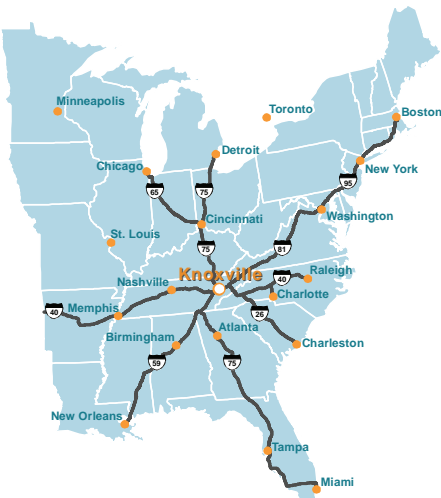 Minneapolis
Toronto
Boston
Detroit
Chicago
New York
65
75
95
Cincinnati
Washington
St. Louis
75
81
Knoxville
Raleigh
40
Nashville
Charlotte
40
Memphis
26
Atlanta
Birmingham
Charleston
59
75
New Orleans
Tampa
Miami